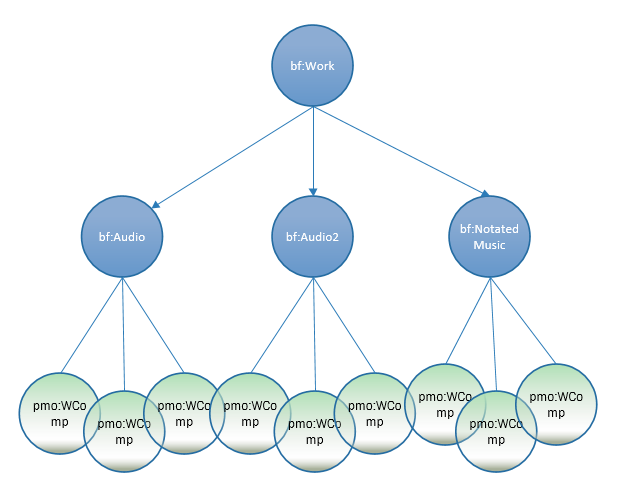 bf:Work
bf:Audio
bf:Audio2
bf:Notated
Music
pmo:WCo
mp
pmo:WCo
mp
pmo:WCo
mp
pmo:WCo
mp
pmo:WCo
mp
pmo:WCo
mp
pmo:WCo
mp
pmo:WCo
mp
pmo:WCo
mp